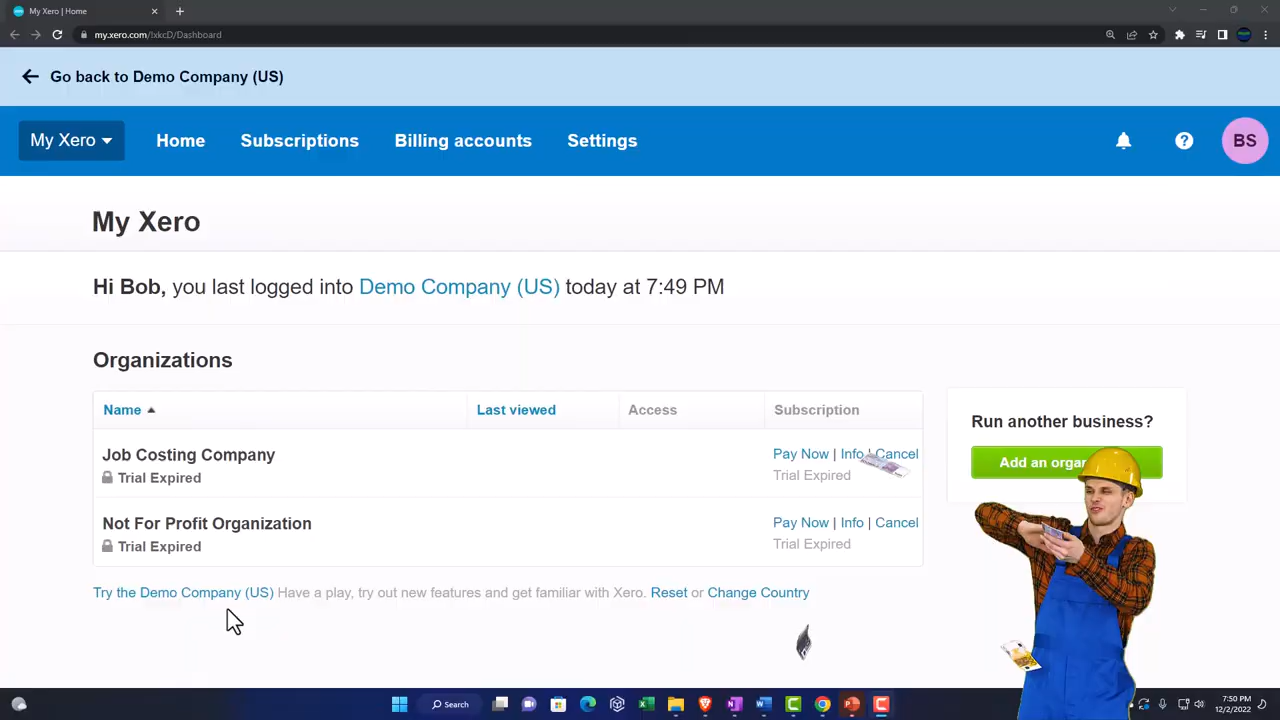 My Xero | Home
my.xero.com/!xkcD/Dashboard
Go back to Demo Company (US)
My Xero Home Subscriptions Billing accounts Settings BS
My Xero
Hi Bob, you last logged into Demo Company (US) today at 7:49 PM
Organizations
Name Last viewed Access Subscription
Job Costing Company
Trial Expired
Pay Now | Info | Cancel
Trial Expired
Not For Profit Organization
Trial Expired
Pay Now | Info | Cancel
Trial Expired
Try the Demo Company (US) Have a play, try out new features and get familiar with Xero. Reset or Change Country
Run another business?
Add an orga
Search
7:50 PM
12/2/2022